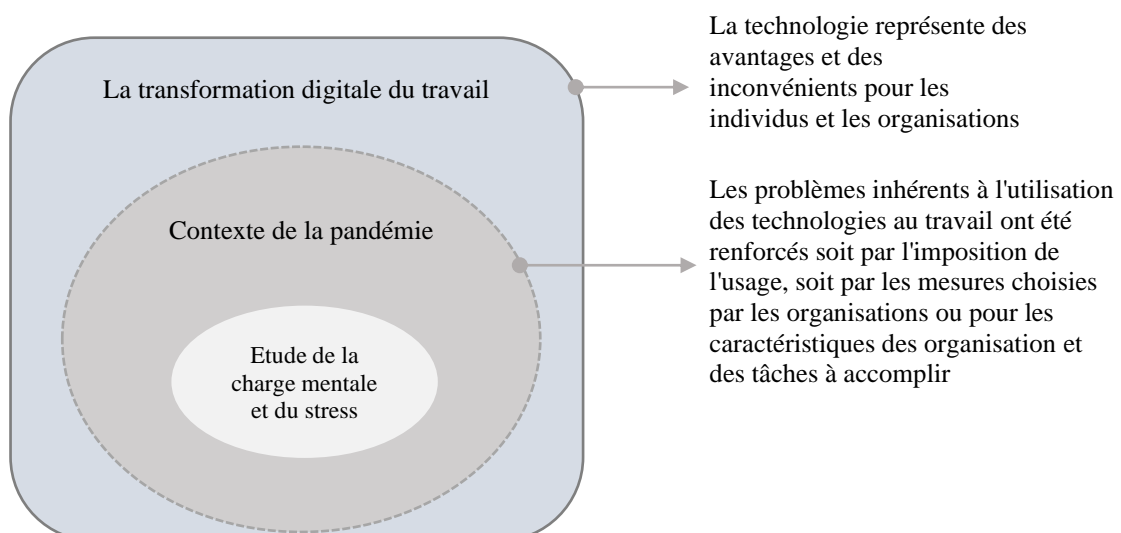 La transformation digitale du travail
Contexte de la pandémie
Etude de la
charge mentale
et du stress
La technologie représente des
avantages et des
inconvénients pour les
individus et les organisations
Les problèmes inhérents à l'utilisation
des technologies au travail ont été
renforcés soit par l'imposition de
l'usage, soit par les mesures choisies
par les organisations ou pour les
caractéristiques des organisation et
des tâches à accomplir